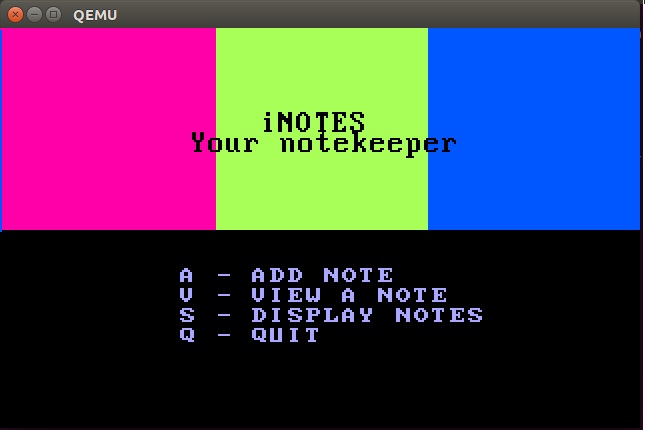 QEMU
iNOTES
Your notekeeper
A - ADD NOTE
V - VIEW A NOTE
S - DISPLAY NOTES
Q - QUIT